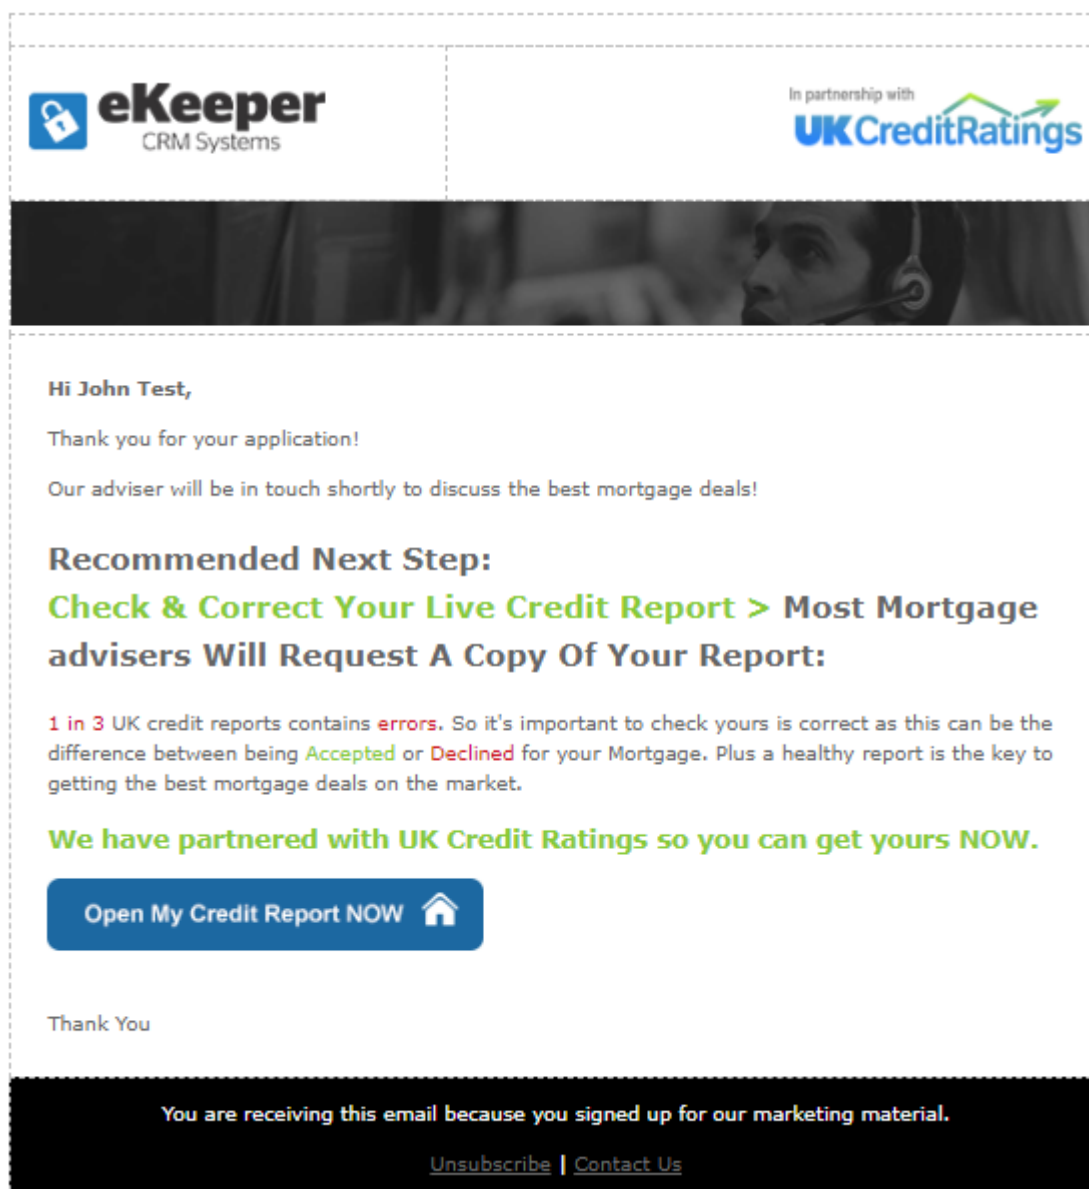 eKeeper
CRM Systems
In partnership with
UKCreditRatings
Hi John Test,
Thank you for your application!
Our adviser will be in touch shortly to discuss the best mortgage deals!
Recommended Next Step:
Check & Correct Your Live Credit Report > Most Mortgage
advisers Will Request A Copy Of Your Report:
1 in 3 UK credit reports contains errors. So it's important to check yours is correct as this can be the
difference between being Accepted or Declined for your Mortgage. Plus a healthy report is the key to
getting the best mortgage deals on the market.
We have partnered with UK Credit Ratings so you can get yours NOW.
Open My Credit Report NOW
Thank You
You are receiving this email because you signed up for our marketing material.
Unsubscribe | Contact Us